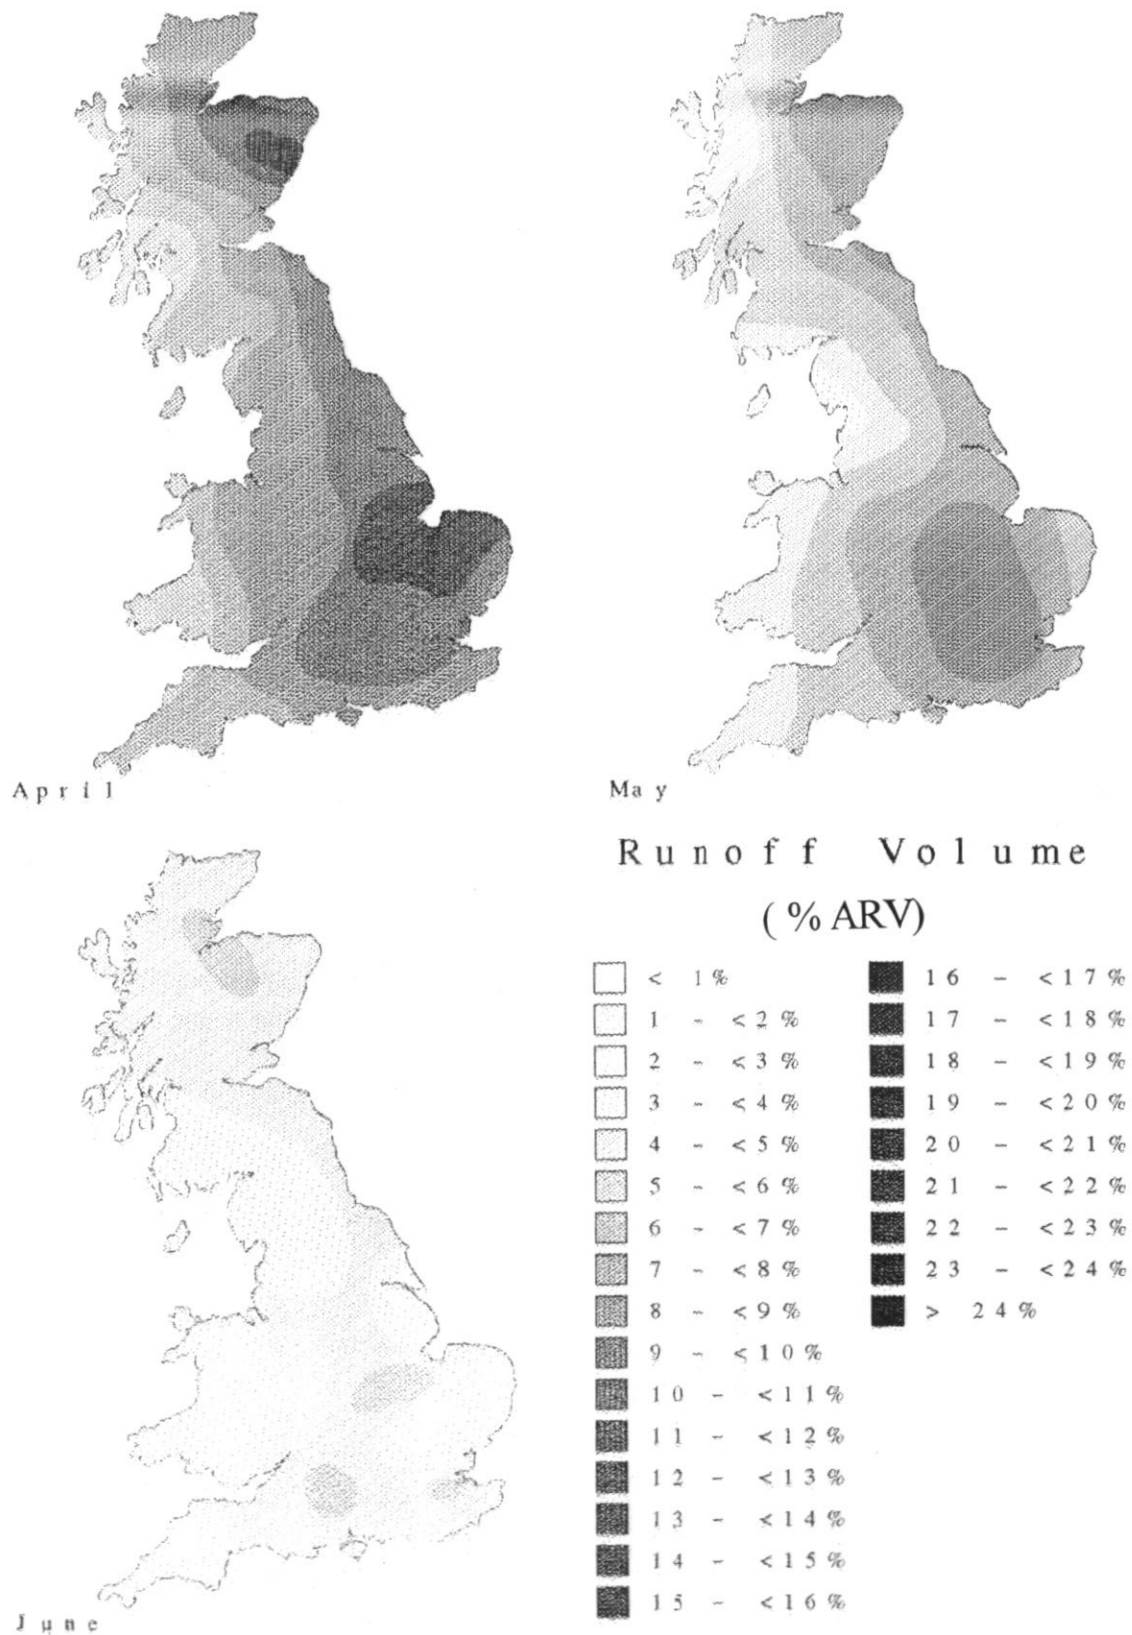 April
May
Runoff Volume
( % ARV)
< 1%
1 - <2%
2 - <3%
3 - <4%
4 - <5%
5 - <6%
6 - <7%
7 - <8%
8 - <9%
9 - <10%
10 - <11%
11 - <12%
12 - <13%
13 - <14%
14 - <15%
15 - <16%
16 - <17%
17 - <18%
18 - <19%
19 - <20%
20 - <21%
21 - <22%
22 - <23%
23 - <24%
> 24%
June